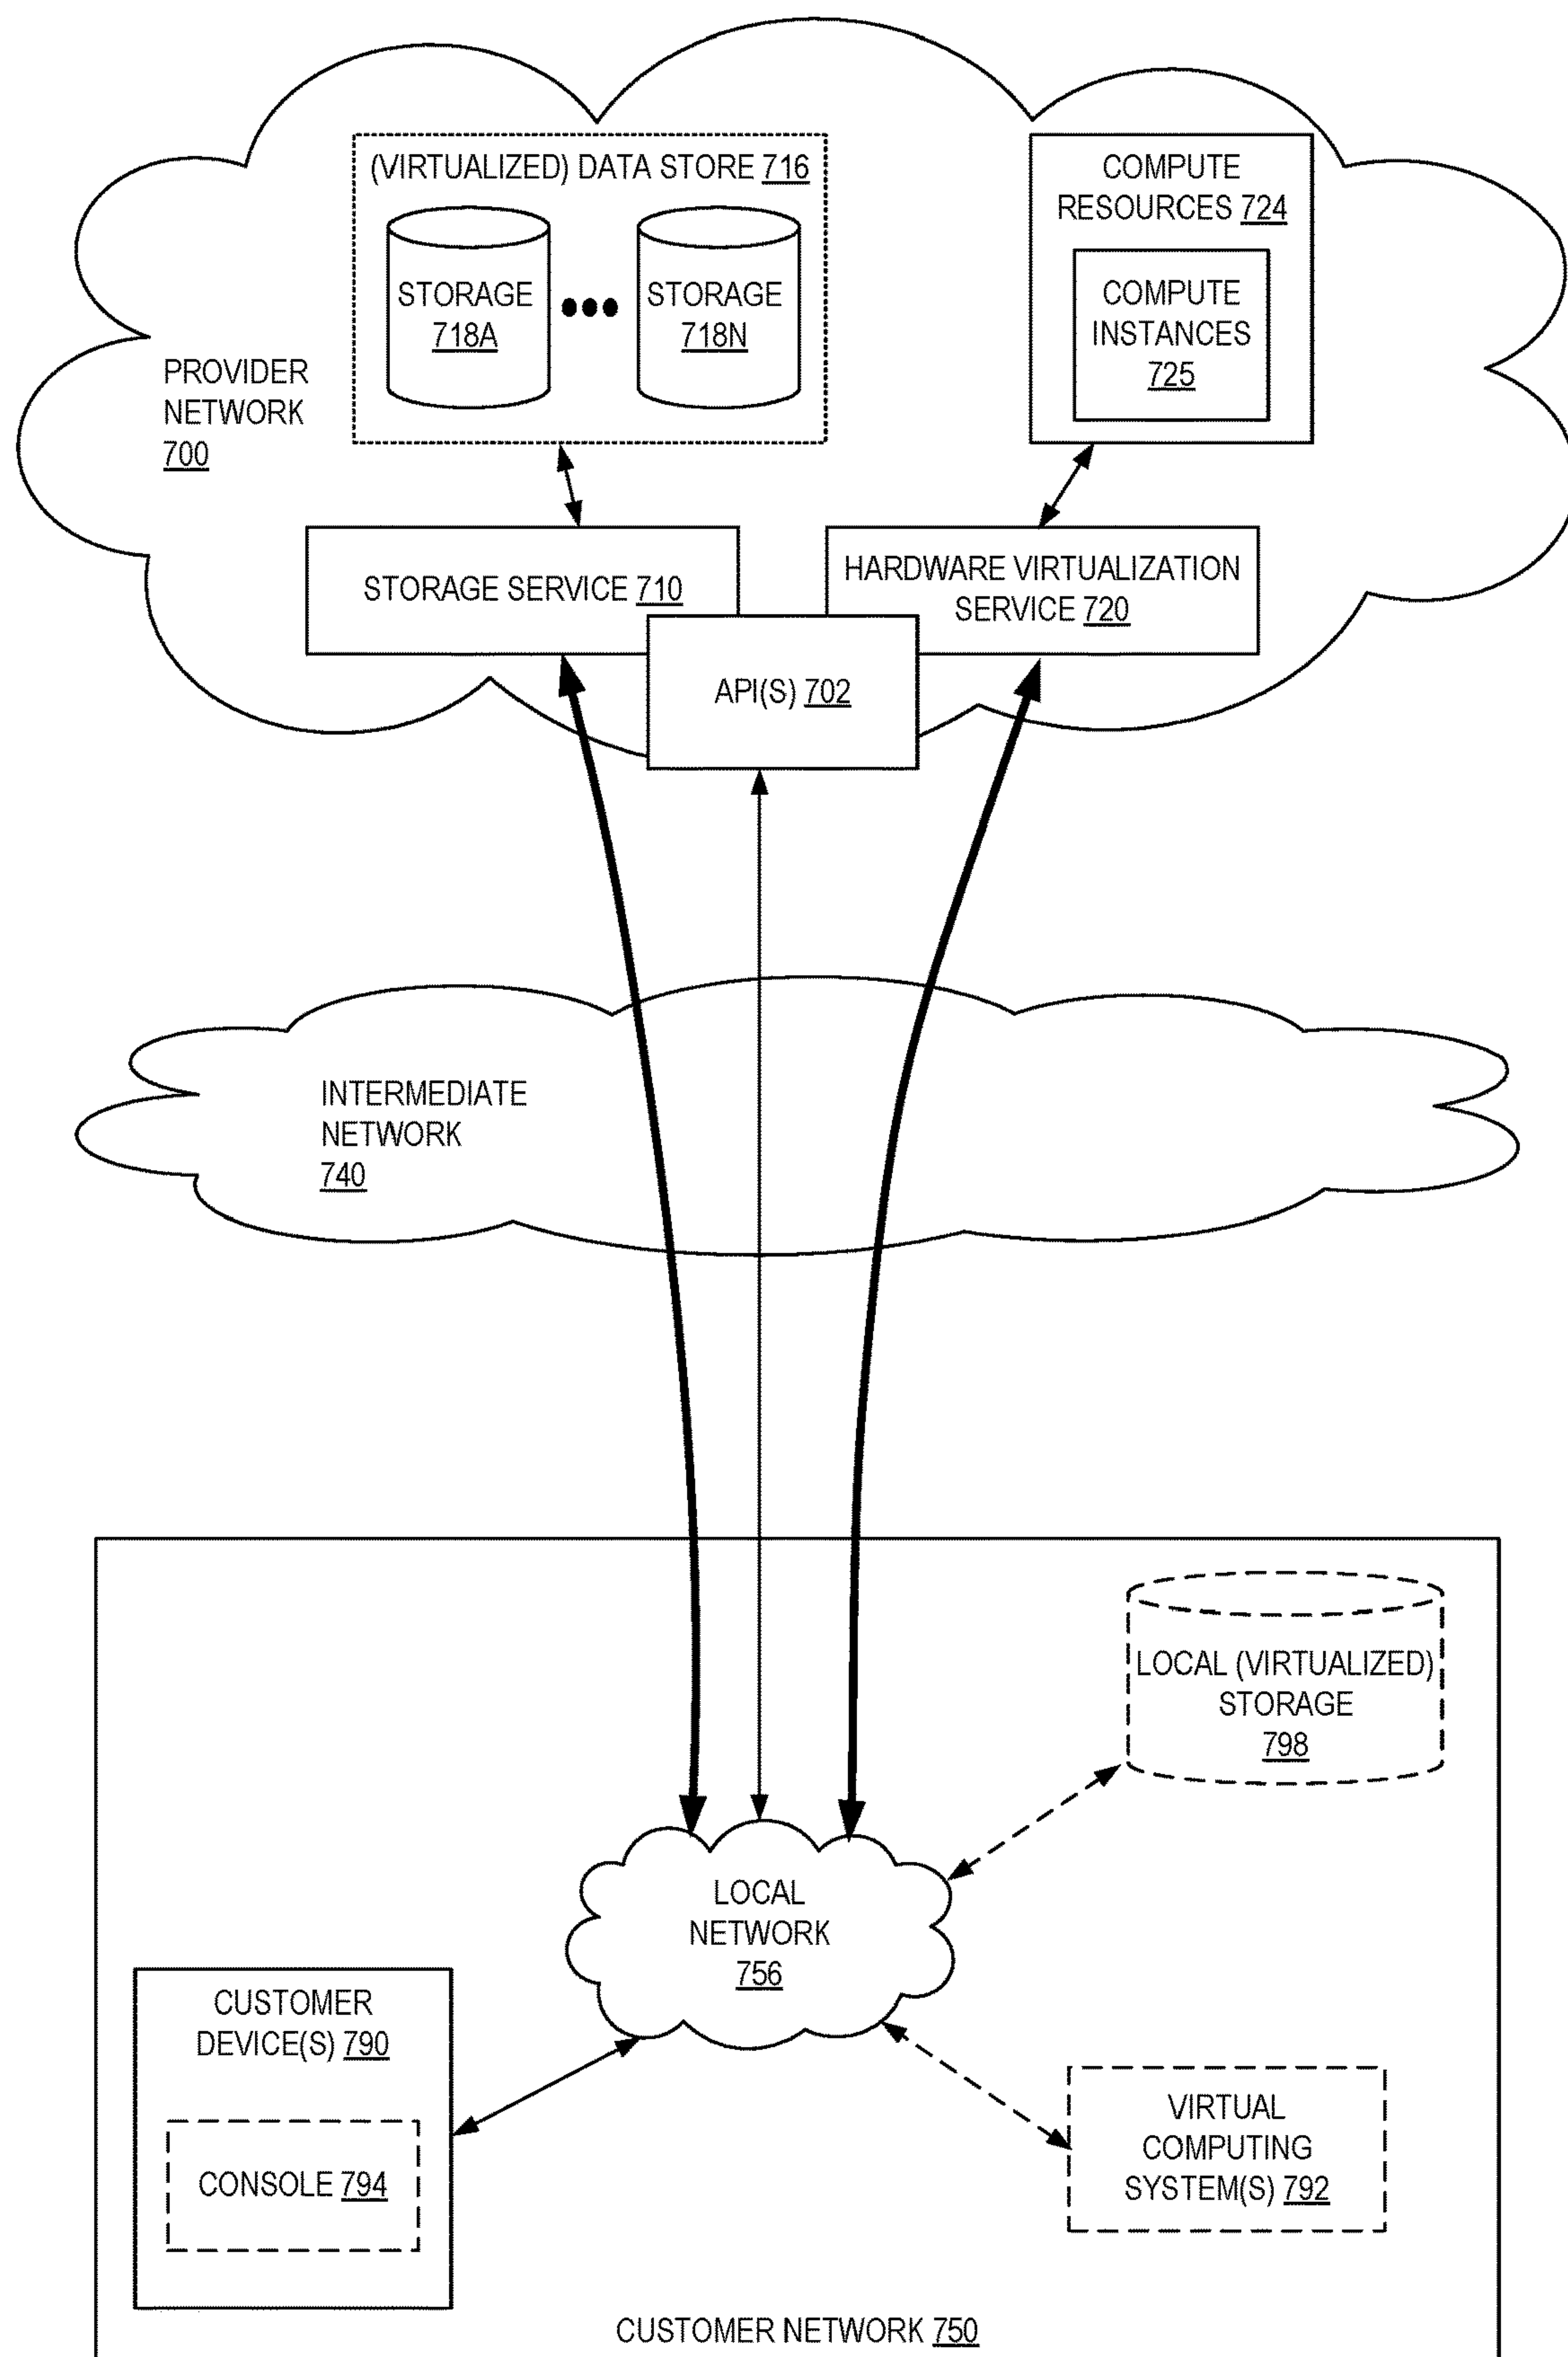 (VIRTUALIZED) DATA STORE 716
STORAGE
718A
STORAGE
718N
COMPUTE
RESOURCES 724
COMPUTE
INSTANCES
725
PROVIDER
NETWORK
700
STORAGE SERVICE 710
HARDWARE VIRTUALIZATION
SERVICE 720
API(S) 702
INTERMEDIATE
NETWORK
740
LOCAL (VIRTUALIZED)
STORAGE
798
LOCAL
NETWORK
756
CUSTOMER
DEVICE(S) 790
CONSOLE 794
VIRTUAL
COMPUTING
SYSTEM(S) 792
CUSTOMER NETWORK 750